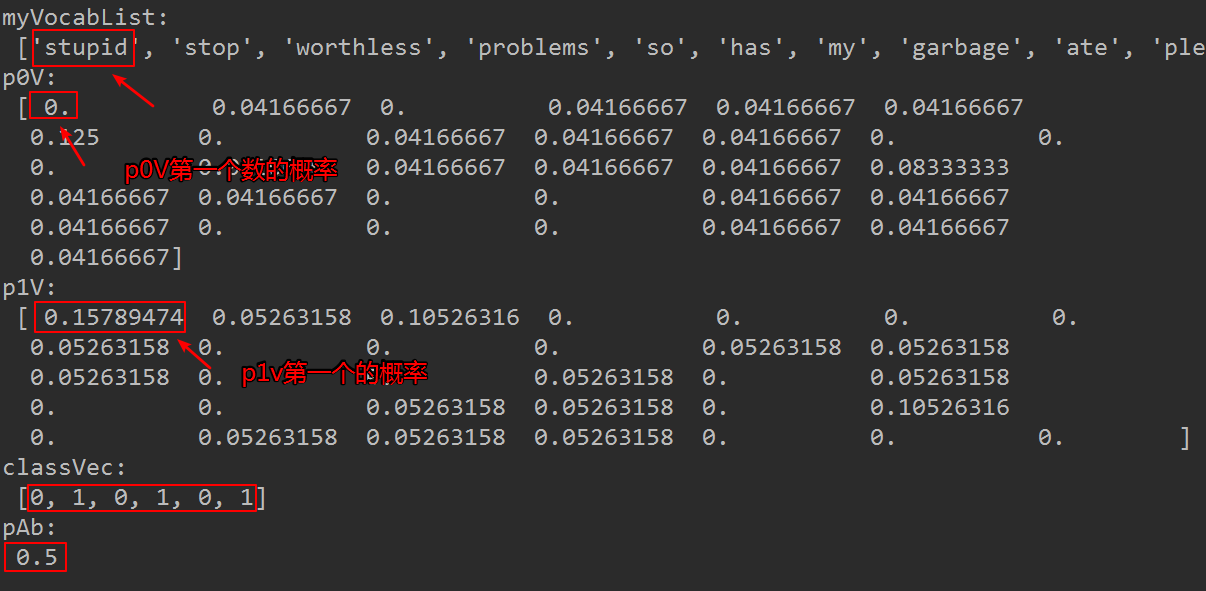 myVocabList:
['stupid', 'stop', 'worthless', 'problems', 'so', 'has', 'my', 'garbage', 'ate', 'ple
p0V:
[ 0. 0.04166667 0. 0.04166667 0.04166667 0.04166667
0.125 0. 0.04166667 0.04166667 0.04166667 0. 0.
0. 0.04166667 0.04166667 0.04166667 0.08333333
p0V第一个数的概率
0.04166667 0.04166667 0. 0. 0.04166667 0.04166667
0.04166667 0. 0. 0. 0.04166667 0.04166667
0.04166667]
p1V:
[ 0.15789474 0.05263158 0.10526316 0. 0. 0. 0.
0.05263158 0. 0. 0. 0.05263158 0.05263158
0.05263158 0. 0.05263158 0. 0.05263158
p1v第一个的概率
0. 0. 0.05263158 0.05263158 0. 0.10526316
0. 0.05263158 0.05263158 0.05263158 0. 0. 0. ]
classVec:
[0, 1, 0, 1, 0, 1]
pAb:
0.5